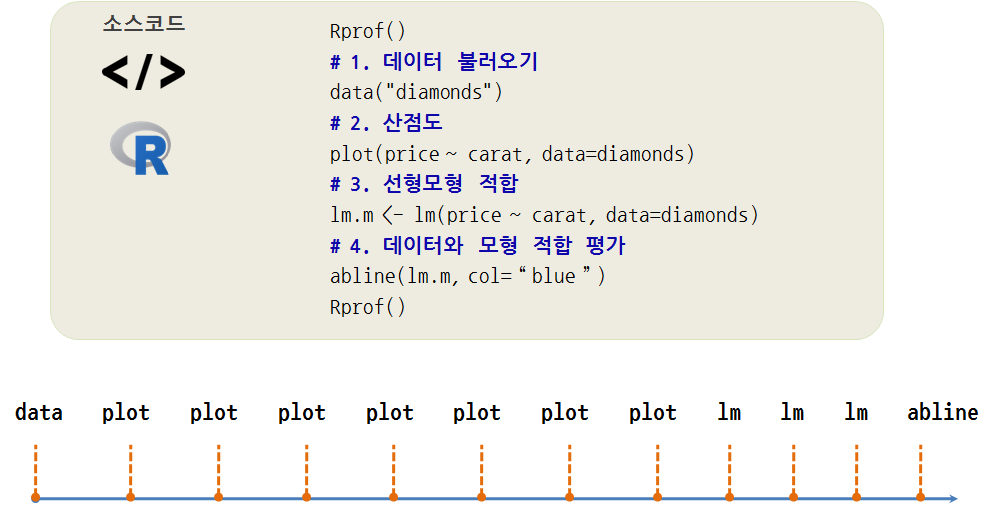 소스코드
</>
R
Rprof()
# 1. 데이터 불러오기
data("diamonds")
# 2. 산점도
plot(price ~ carat, data=diamonds)
# 3. 선형모형 적합
lm.m <- lm(price ~ carat, data=diamonds)
# 4. 데이터와 모형 적합 평가
abline(lm.m, col=“blue”)
Rprof()
data plot plot plot plot plot plot plot lm lm lm abline